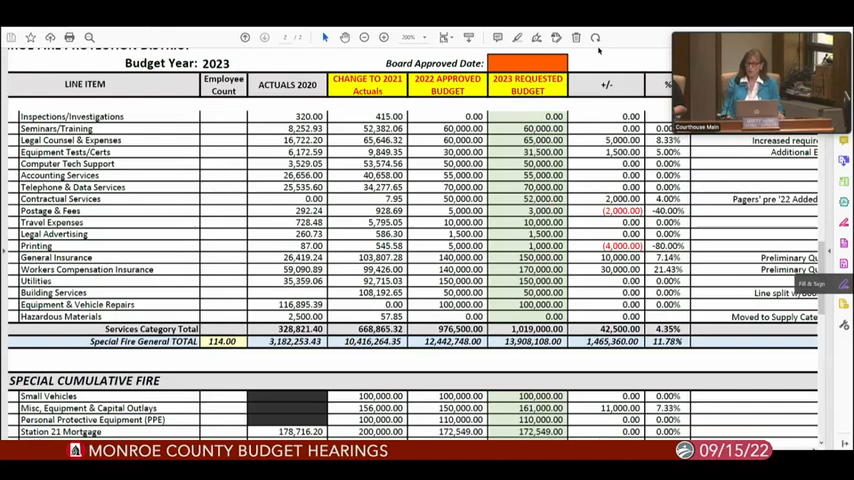 2 / 2
200%
Budget Year: 2023 Board Approved Date:
LINE ITEM Employee Count ACTUALS 2020 CHANGE TO 2021 Actuals 2022 APPROVED BUDGET 2023 REQUESTED BUDGET +/- %
Inspections/Investigations 320.00 415.00 0.00 0.00 0.00
Seminars/Training 8,252.93 52,382.06 60,000.00 60,000.00 0.00 0.00%
Legal Counsel & Expenses 16,722.20 65,646.32 60,000.00 65,000.00 5,000.00 8.33% Increased require
Equipment Tests/Certs 6,172.59 9,849.35 30,000.00 31,500.00 1,500.00 5.00% Additional E
Computer Tech Support 3,529.05 53,574.56 50,000.00 50,000.00 0.00 0.00%
Accounting Services 26,656.00 40,658.00 55,000.00 55,000.00 0.00 0.00%
Telephone & Data Services 25,535.60 34,277.65 70,000.00 70,000.00 0.00 0.00%
Contractual Services 0.00 7.95 50,000.00 52,000.00 2,000.00 4.00% Pagers' pre '22 Added
Postage & Fees 292.24 928.69 5,000.00 3,000.00 (2,000.00) -40.00%
Travel Expenses 728.48 5,795.05 10,000.00 10,000.00 0.00 0.00%
Legal Advertising 260.73 586.30 1,500.00 1,500.00 0.00 0.00%
Printing 87.00 545.58 5,000.00 1,000.00 (4,000.00) -80.00%
General Insurance 26,419.24 103,807.28 140,000.00 150,000.00 10,000.00 7.14% Preliminary Qu
Workers Compensation Insurance 59,090.89 99,426.00 140,000.00 170,000.00 30,000.00 21.43% Preliminary Qu
Utilities 35,359.06 92,715.03 150,000.00 150,000.00 0.00 0.00%
Building Services 108,192.65 50,000.00 50,000.00 0.00 0.00% Line split w/
Equipment & Vehicle Repairs 116,895.39 0.00 100,000.00 100,000.00 0.00 0.00%
Hazardous Materials 2,500.00 57.85 0.00 0.00 0.00 Moved to Supply Cate
Services Category Total 328,821.40 668,865.32 976,500.00 1,019,000.00 42,500.00 4.35%
Special Fire General TOTAL 114.00 3,182,253.43 10,416,264.35 12,442,748.00 13,908,108.00 1,465,360.00 11.78%
SPECIAL CUMULATIVE FIRE
Small Vehicles 100,000.00 100,000.00 100,000.00 0.00 0.00%
Misc, Equipment & Capital Outlays 156,000.00 150,000.00 161,000.00 11,000.00 7.33%
Personal Protective Equipment (PPE) 100,000.00 110,000.00 110,000.00 0.00 0.00%
Station 21 Mortgage 178,716.20 200,000.00 172,549.00 172,549.00 0.00 0.00%
Courthouse Main
Fill & Sign
MONROE COUNTY BUDGET HEARINGS 09/15/22